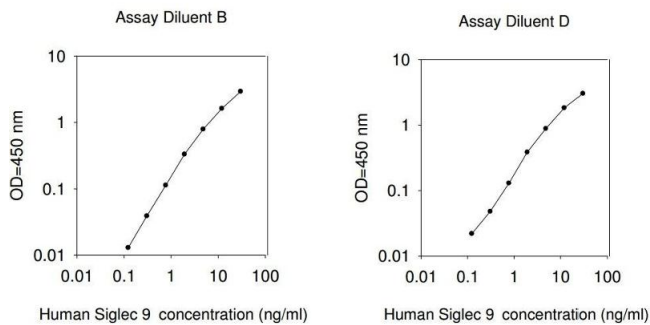 Assay Diluent B
10
1
0.1
0.01
OD=450 nm
0.01 0.1 1 10 100
Human Siglec 9 concentration (ng/ml)
Assay Diluent D
10
1
0.1
0.01
OD=450 nm
0.01 0.1 1 10 100
Human Siglec 9 concentration (ng/ml)